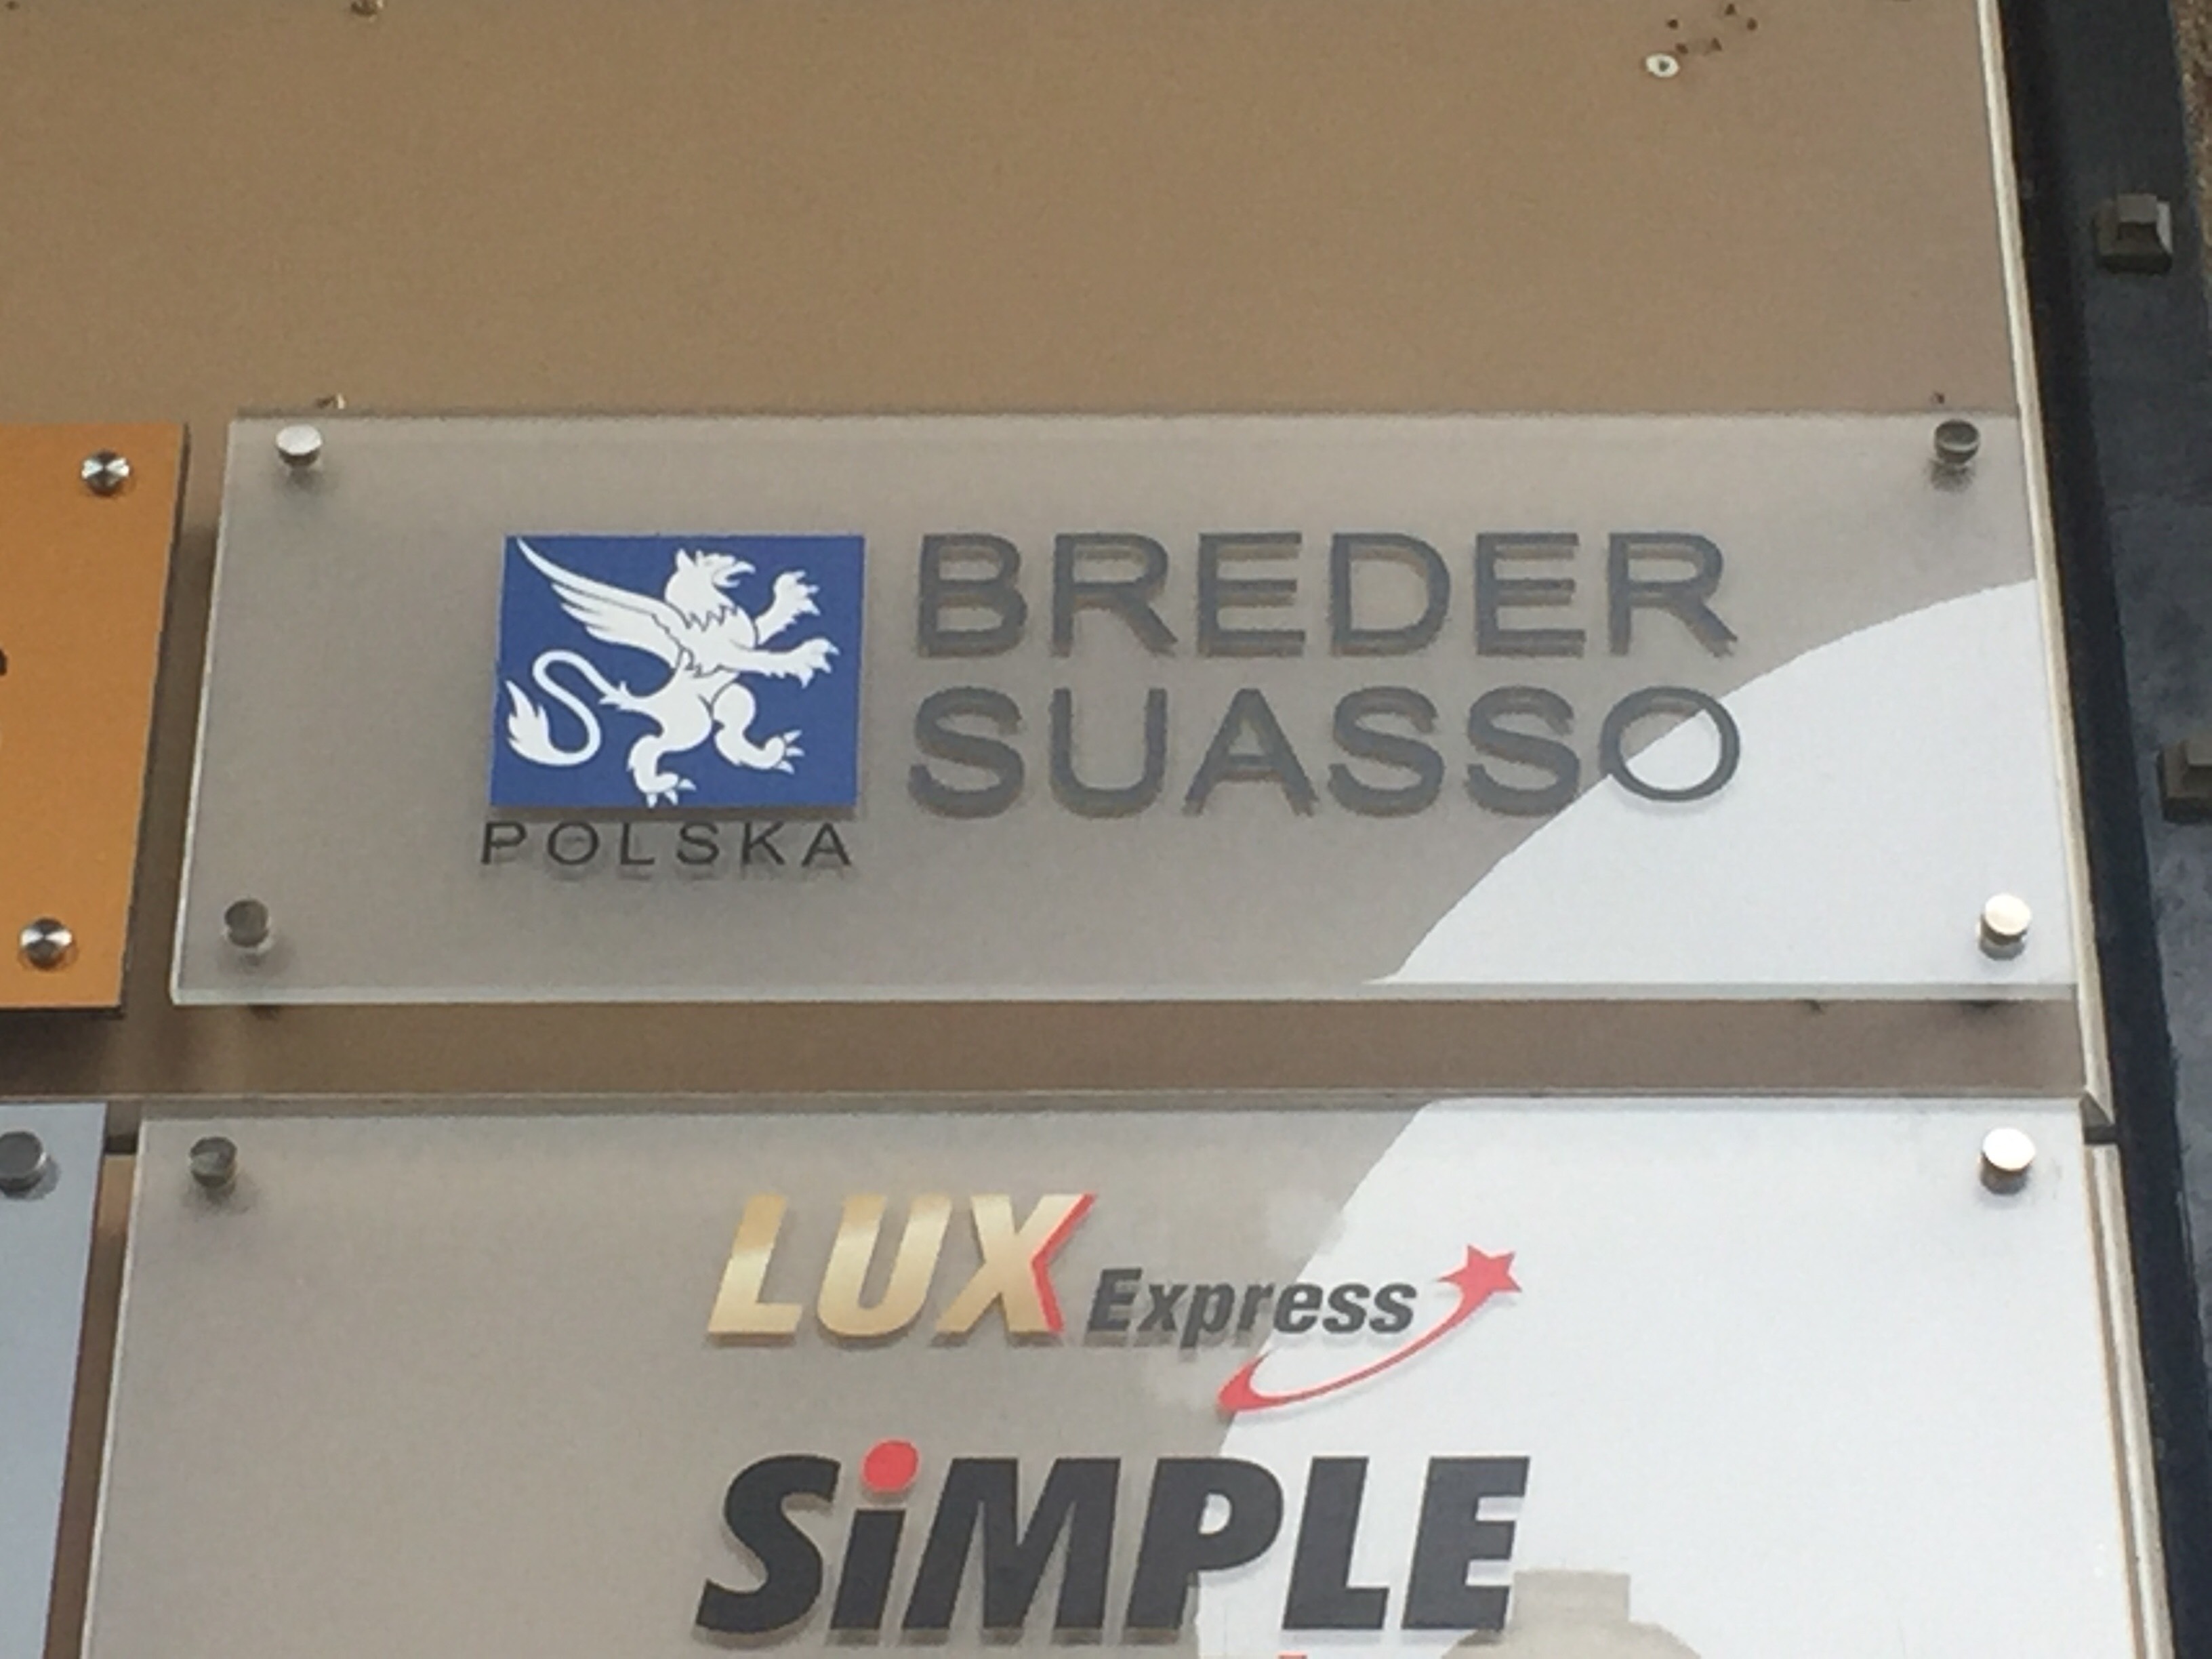 BREDER
SUASSO
POLSKA
LUX Express
SiMPLE